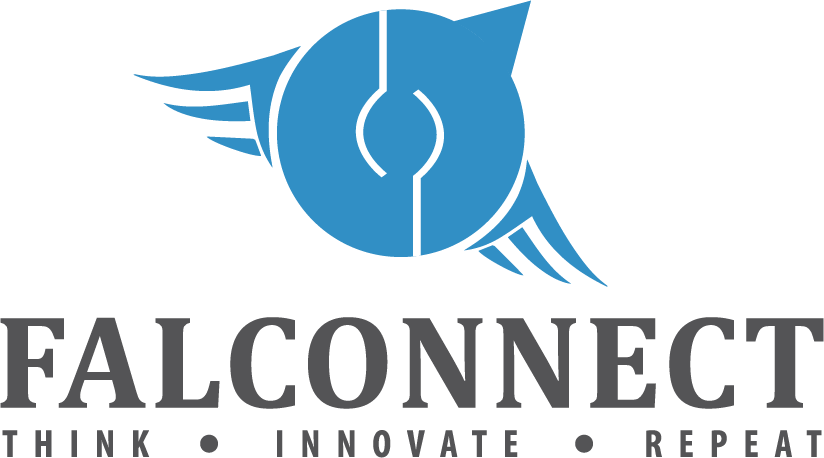 FALCONNECT
THINK • INNOVATE • REPEAT